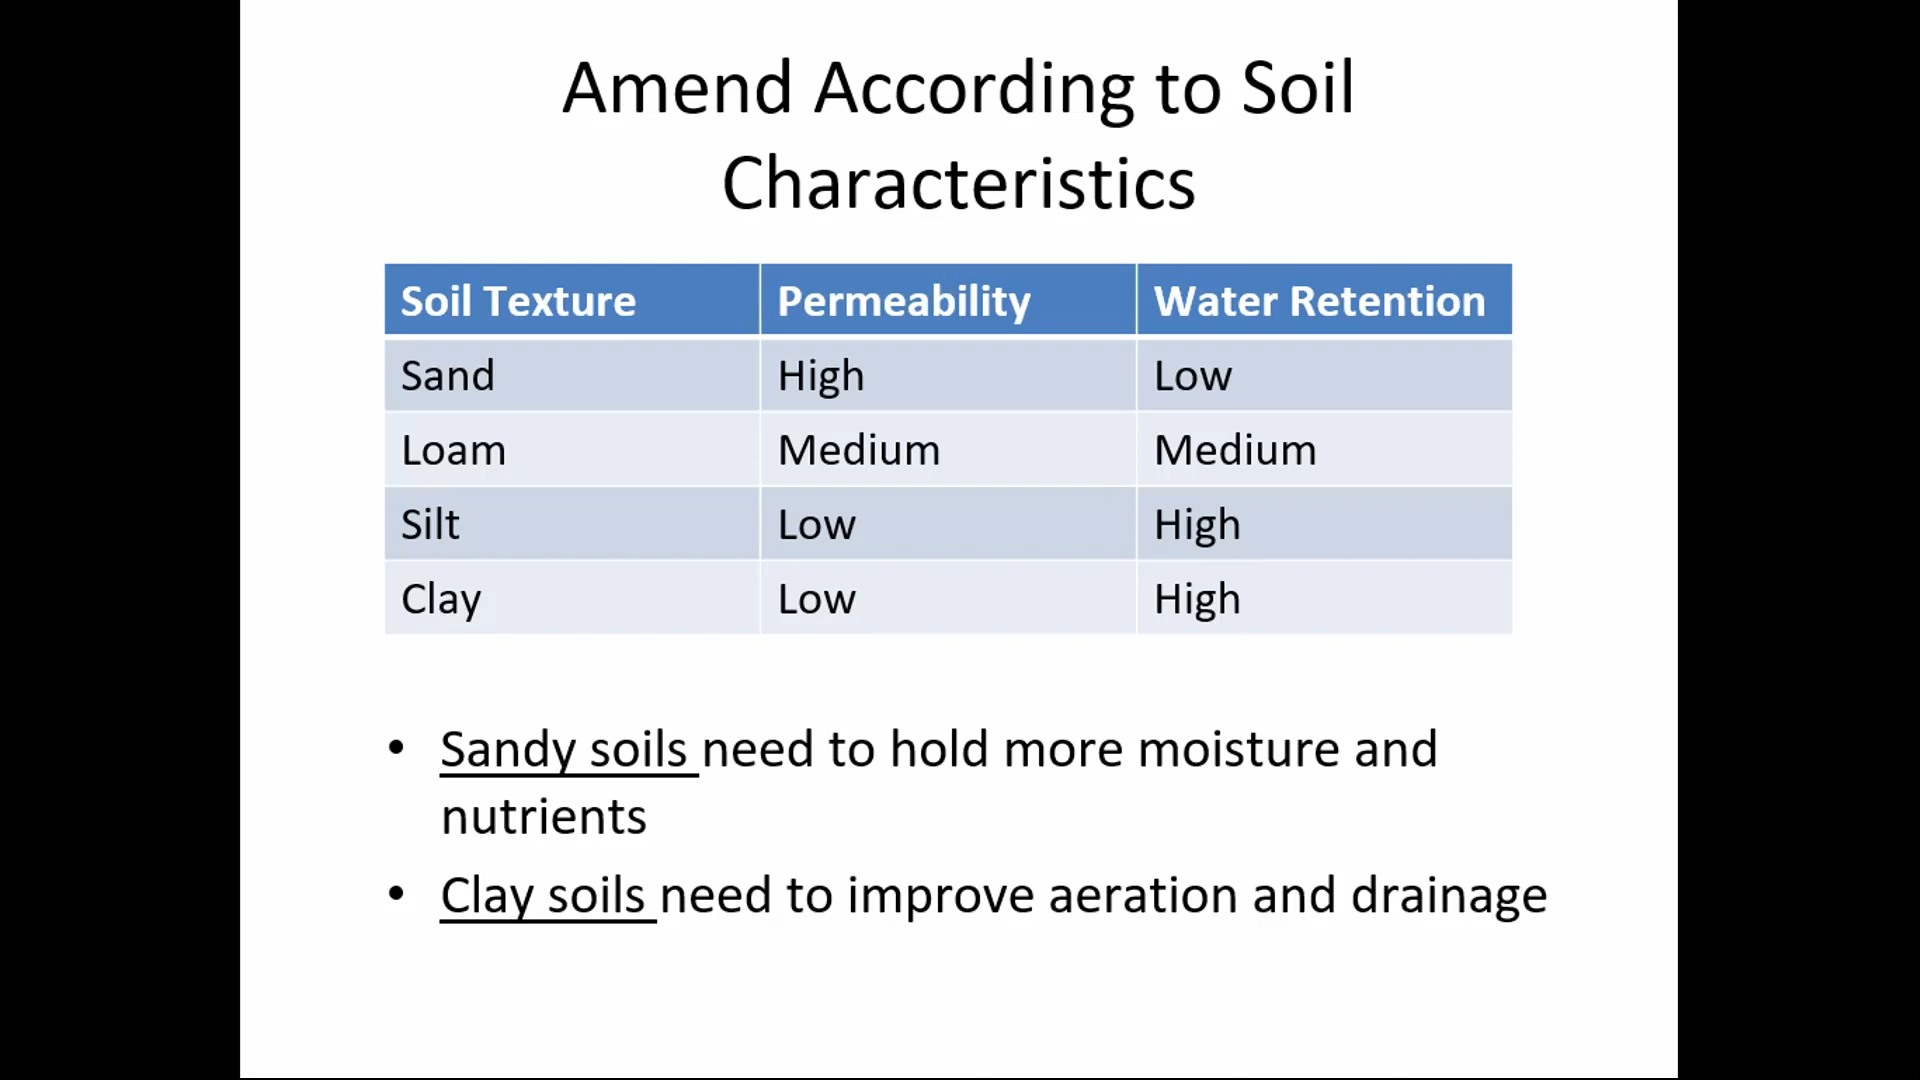 Amend According to Soil
Characteristics
Soil Texture Permeability Water Retention
Sand High Low
Loam Medium Medium
Silt Low High
Clay Low High
• Sandy soils need to hold more moisture and
nutrients
• Clay soils need to improve aeration and drainage